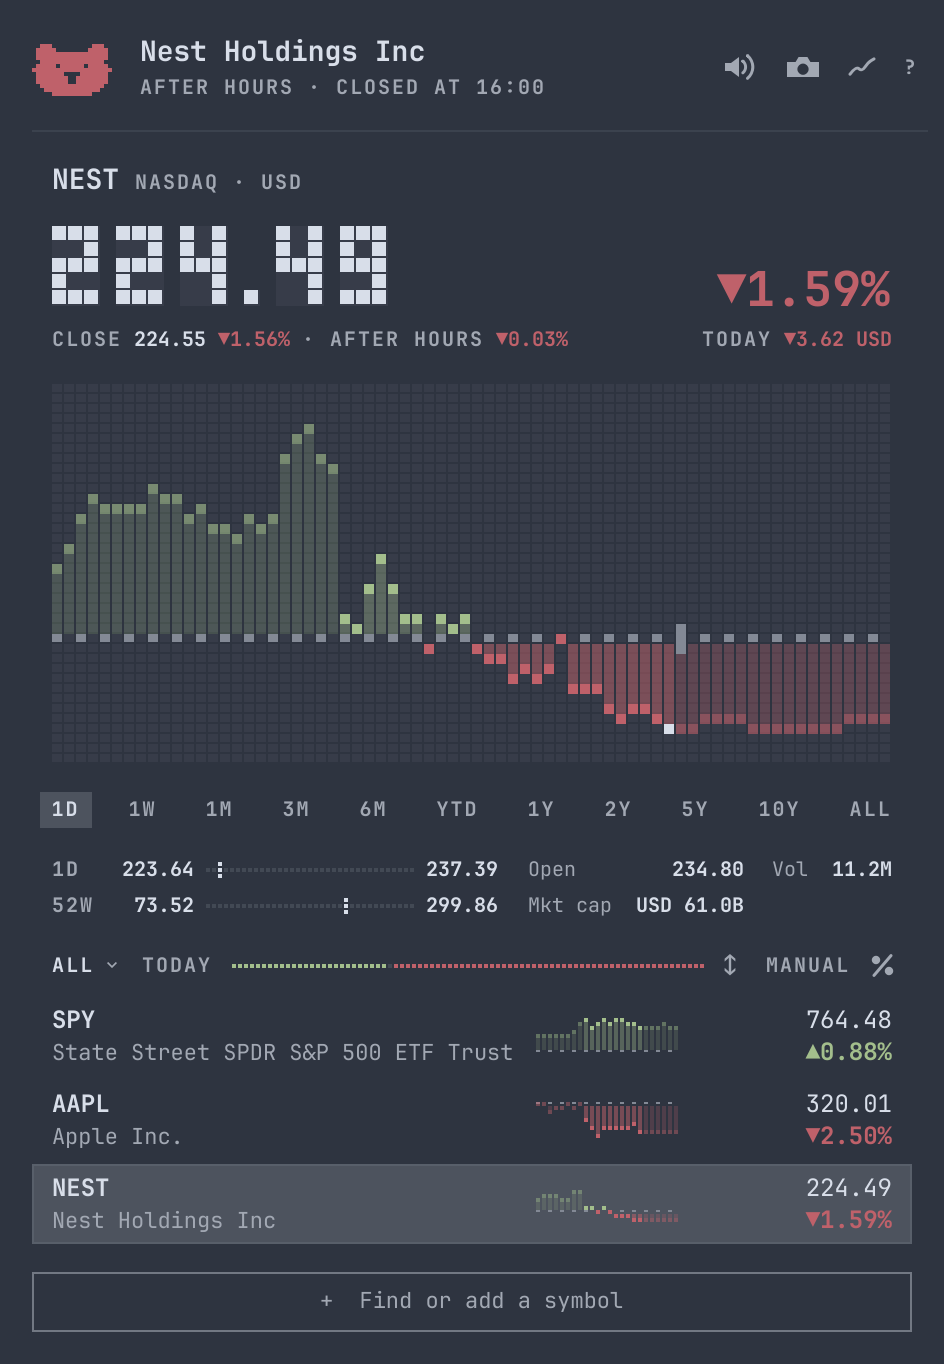 Nest Holdings Inc
AFTER HOURS · CLOSED AT 16:00
?
NEST NASDAQ · USD
224.49
▼1.59%
CLOSE 224.55 ▼1.56% · AFTER HOURS ▼0.03%
TODAY ▼3.62 USD
1D 1W 1M 3M 6M YTD 1Y 2Y 5Y 10Y ALL
1D 223.64 237.39 Open 234.80 Vol 11.2M
52W 73.52 299.86 Mkt cap USD 61.0B
ALL TODAY MANUAL %
SPY 764.48
State Street SPDR S&P 500 ETF Trust ▲0.88%
AAPL 320.01
Apple Inc. ▼2.50%
NEST 224.49
Nest Holdings Inc ▼1.59%
+ Find or add a symbol